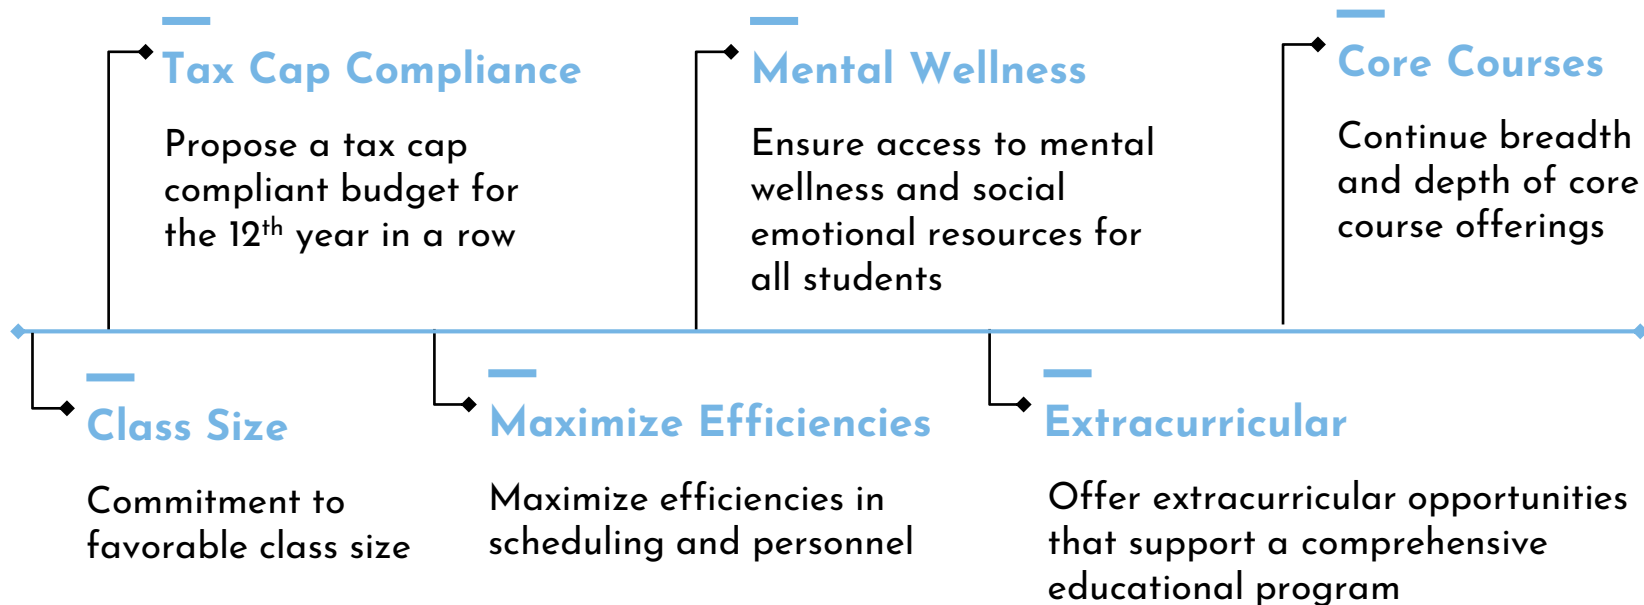 Tax Cap Compliance
Propose a tax cap
compliant budget for
the 12th year in a row
Mental Wellness
Ensure access to mental
wellness and social
emotional resources for
all students
Core Courses
Continue breadth
and depth of core
course offerings
Class Size
Commitment to
favorable class size
Maximize Efficiencies
Maximize efficiencies in
scheduling and personnel
Extracurricular
Offer extracurricular opportunities
that support a comprehensive
educational program